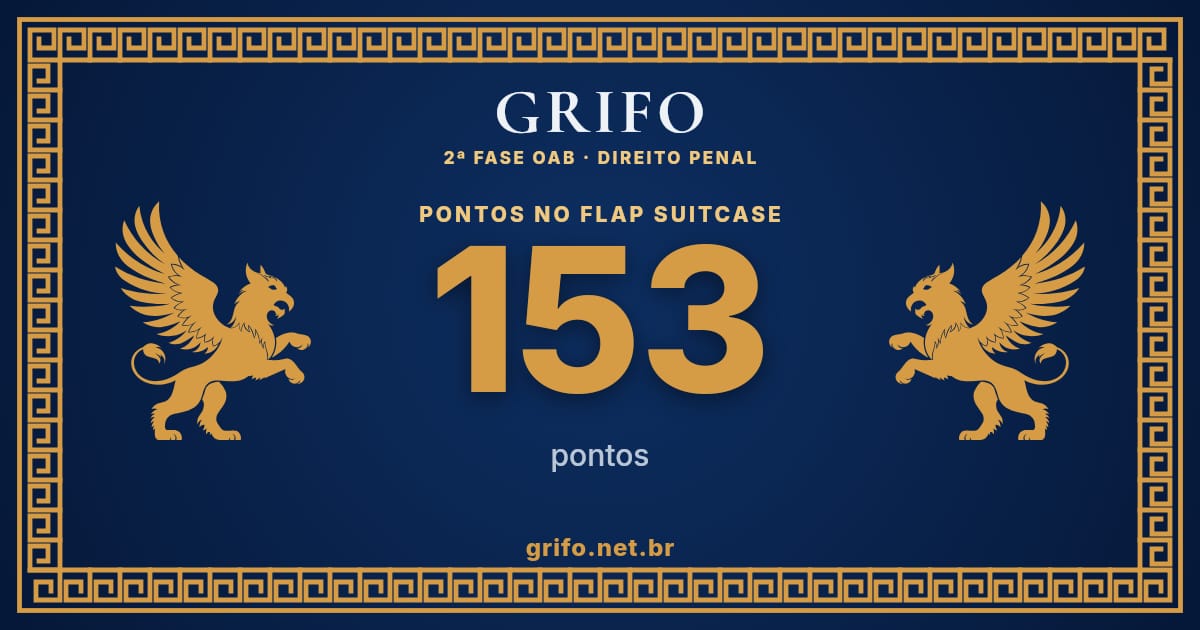 GRIFO
2ª FASE OAB · DIREITO PENAL
PONTOS NO FLAP SUITCASE
153
pontos
grifo.net.br